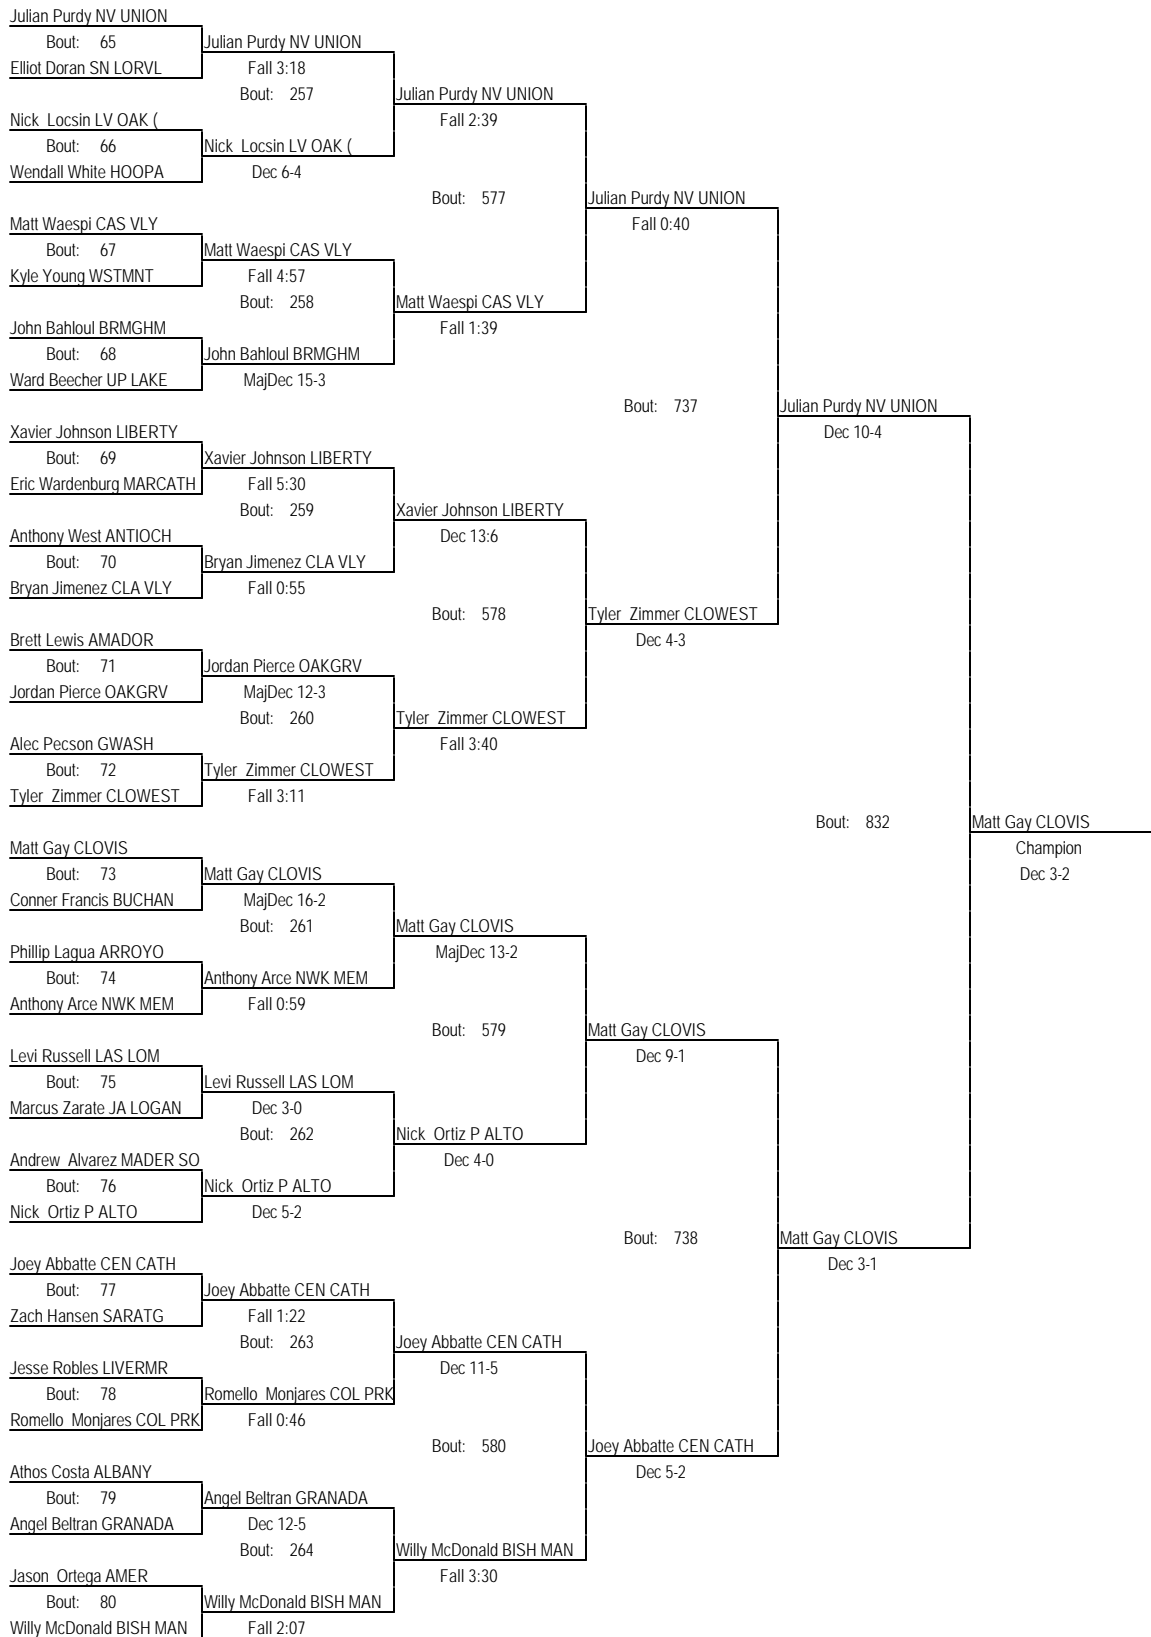 Julian Purdy NV UNION
Bout: 65 Julian Purdy NV UNION
Elliot Doran SN LORVL Fall 3:18
Bout: 257 Julian Purdy NV UNION
Nick Locsin LV OAK ( Fall 2:39
Bout: 66 Nick Locsin LV OAK (
Wendall White HOOPA Dec 6-4
Bout: 577 Julian Purdy NV UNION
Matt Waespi CAS VLY Fall 0:40
Bout: 67 Matt Waespi CAS VLY
Kyle Young WSTMNT Fall 4:57
Bout: 258 Matt Waespi CAS VLY
John Bahloul BRMGHM Fall 1:39
Bout: 68 John Bahloul BRMGHM
Ward Beecher UP LAKE MajDec 15-3
Bout: 737 Julian Purdy NV UNION
Xavier Johnson LIBERTY Dec 10-4
Bout: 69 Xavier Johnson LIBERTY
Eric Wardenburg MARCATH Fall 5:30
Bout: 259 Xavier Johnson LIBERTY
Anthony West ANTIOCH Dec 13:6
Bout: 70 Bryan Jimenez CLA VLY
Bryan Jimenez CLA VLY Fall 0:55
Bout: 578 Tyler Zimmer CLOWEST
Brett Lewis AMADOR Dec 4-3
Bout: 71 Jordan Pierce OAKGRV
Jordan Pierce OAKGRV MajDec 12-3
Bout: 260 Tyler Zimmer CLOWEST
Alec Pecson GWASH Fall 3:40
Bout: 72 Tyler Zimmer CLOWEST
Tyler Zimmer CLOWEST Fall 3:11
Bout: 832 Matt Gay CLOVIS
Matt Gay CLOVIS Champion
Bout: 73 Matt Gay CLOVIS Dec 3-2
Conner Francis BUCHAN MajDec 16-2
Bout: 261 Matt Gay CLOVIS
Phillip Lagua ARROYO MajDec 13-2
Bout: 74 Anthony Arce NWK MEM
Anthony Arce NWK MEM Fall 0:59
Bout: 579 Matt Gay CLOVIS
Levi Russell LAS LOM Dec 9-1
Bout: 75 Levi Russell LAS LOM
Marcus Zarate JA LOGAN Dec 3-0
Bout: 262 Nick Ortiz P ALTO
Andrew Alvarez MADER SO Dec 4-0
Bout: 76 Nick Ortiz P ALTO
Nick Ortiz P ALTO Dec 5-2
Bout: 738 Matt Gay CLOVIS
Joey Abbatte CEN CATH Dec 3-1
Bout: 77 Joey Abbatte CEN CATH
Zach Hansen SARATG Fall 1:22
Bout: 263 Joey Abbatte CEN CATH
Jesse Robles LIVERMR Dec 11-5
Bout: 78 Romello Monjares COL PRK
Romello Monjares COL PRK Fall 0:46
Bout: 580 Joey Abbatte CEN CATH
Athos Costa ALBANY Dec 5-2
Bout: 79 Angel Beltran GRANADA
Angel Beltran GRANADA Dec 12-5
Bout: 264 Willy McDonald BISH MAN
Jason Ortega AMER Fall 3:30
Bout: 80 Willy McDonald BISH MAN
Willy McDonald BISH MAN Fall 2:07